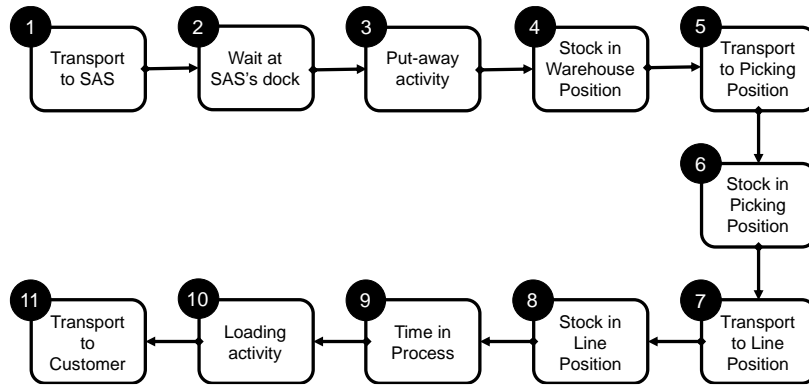 1
Transport
to SAS
2
Wait at
SAS's dock
3
Put-away
activity
4
Stock in
Warehouse
Position
5
Transport
to Picking
Position
6
Stock in
Picking
Position
7
Transport
to Line
Position
8
Stock in
Line
Position
9
Time in
Process
10
Loading
activity
11
Transport
to
Customer